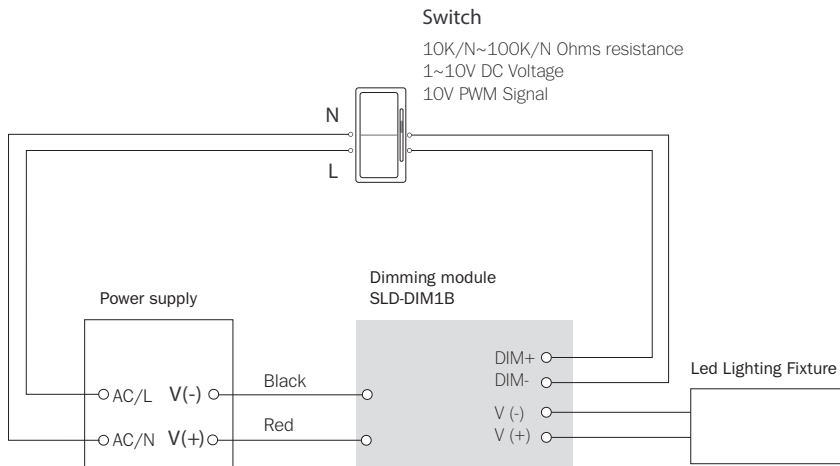 Switch
10K/N~100K/N Ohms resistance
1~10V DC Voltage
10V PWM Signal
N
L
Dimming module
SLD-DIM1B
Power supply
DIM+
DIM-
Led Lighting Fixture
AC/L V(-)
Black
V (-)
AC/N V(+)
Red
V (+)